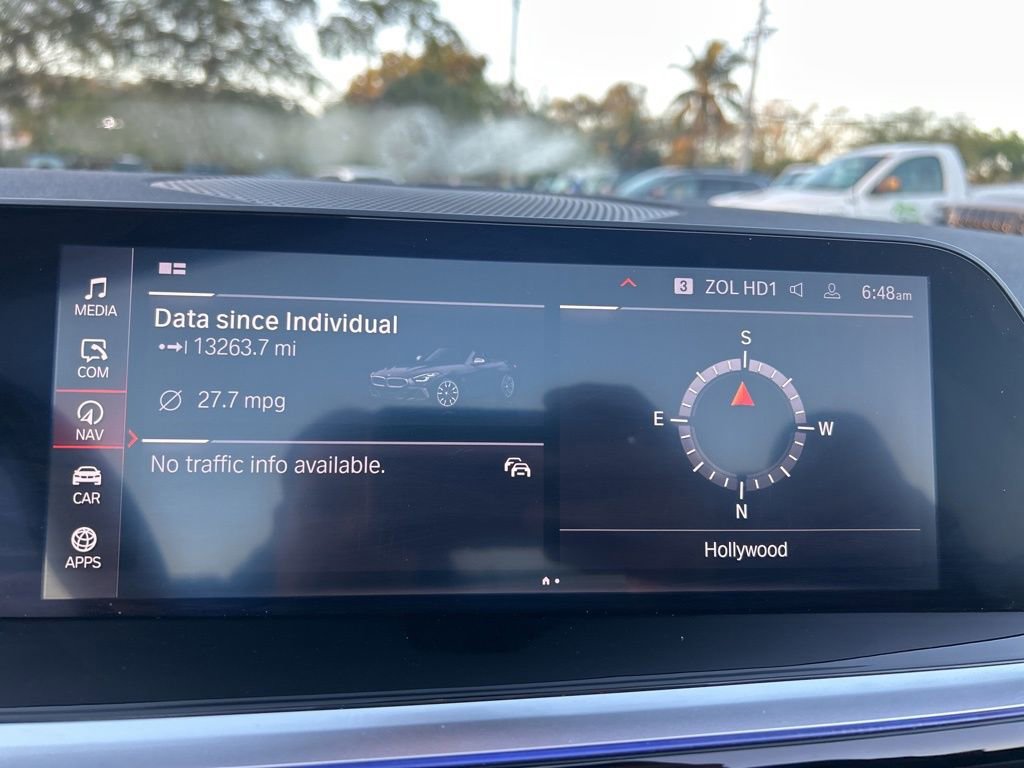 MEDIA
COM
NAV
CAR
APPS
3 ZOL HD1 6:48am
Data since Individual
13263.7 mi
27.7 mpg
No traffic info available.
S
E W
N
Hollywood